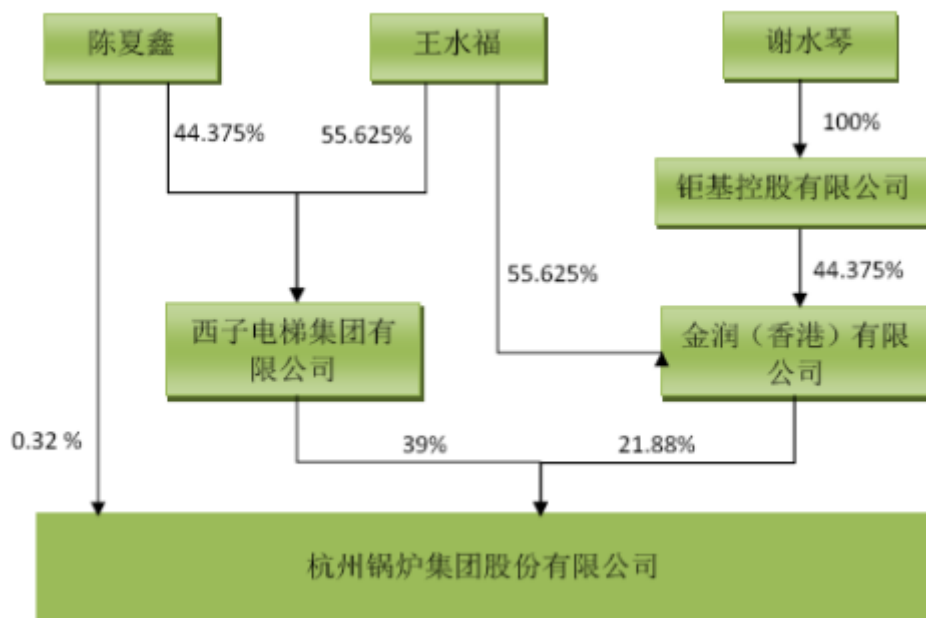 陈夏鑫
王水福
谢水琴
44.375%
55.625%
100%
钜基控股有限公司
55.625%
44.375%
西子电梯集团有
限公司
金润（香港）有限
公司
0.32 %
39%
21.88%
杭州锅炉集团股份有限公司